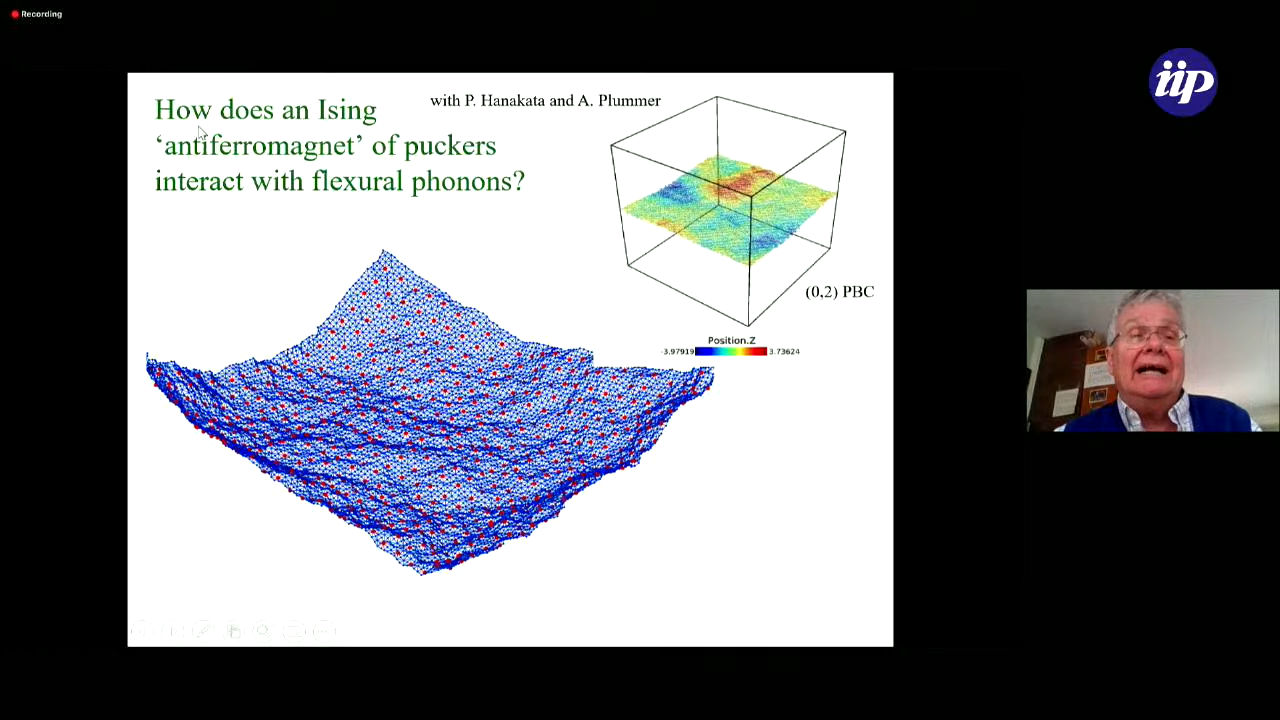 Recording
iip
How does an Ising
‘antiferromagnet’ of puckers
interact with flexural phonons?
with P. Hanakata and A. Plummer
(0,2) PBC
Position.Z
-3.97919
3.73624